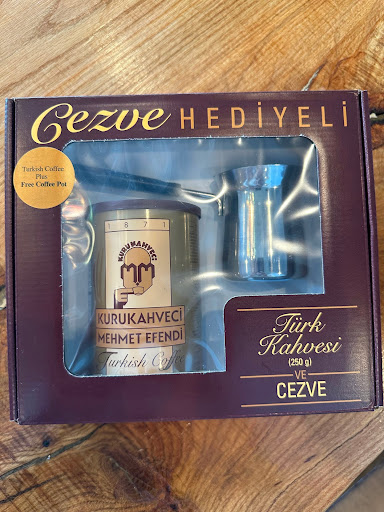 Cezve HEDİYELİ
Turkish Coffee
Plus
Free Coffee Pot
1871
KURUKAHVECİ
MM
KURUKAHVECİ
MEHMET EFENDİ
Turkish Coffee
Türk
Kahvesi
(250 g)
VE
CEZVE